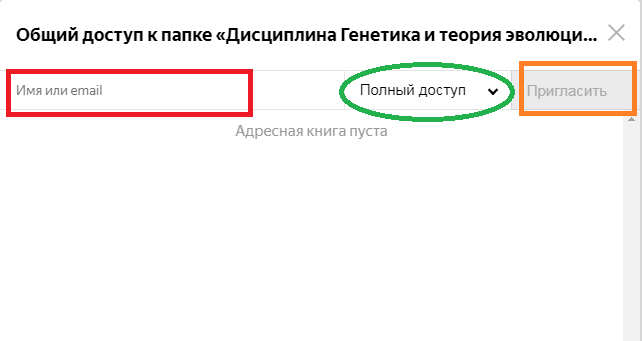 Общий доступ к папке «Дисциплина Генетика и теория эволюци...
Имя или email Полный доступ Пригласить
Адресная книга пуста